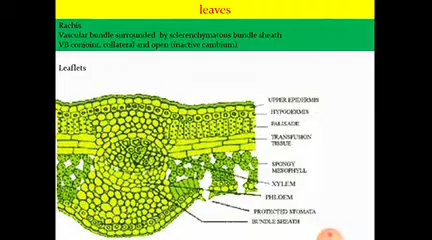 leaves
Rachis
Vascular bundle surrounded by sclerenchymatous bundle sheath
VB conjoint, collateral and open (inactive cambium)
Leaflets
UPPER EPIDERMIS
HYPODERMIS
PALISADE
TRANSFUSION
TISSUE
SPONGY
MESOPHYLL
XYLEM
PHLOEM
PROTECTED STOMATA
BUNDLE SHEATH